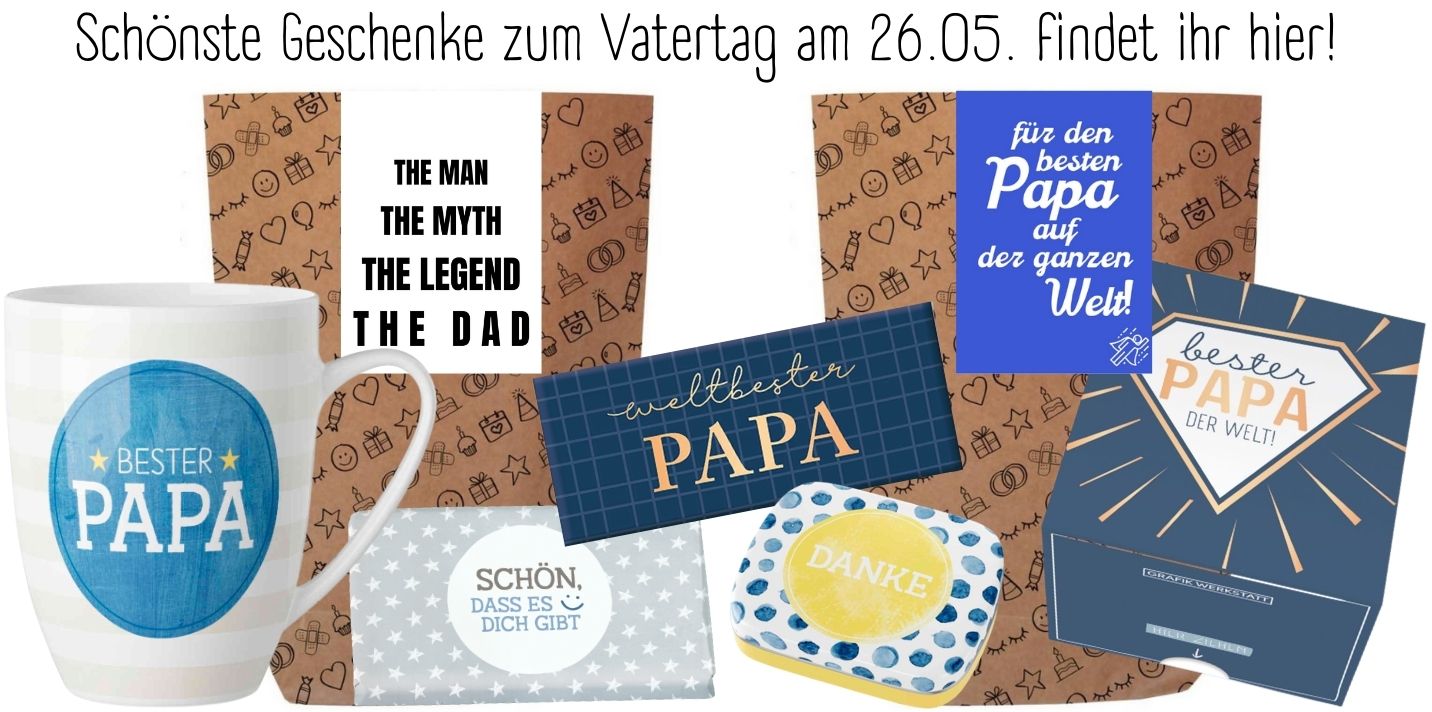 Schönste Geschenke zum Vatertag am 26.05. findet ihr hier!
THE MAN
THE MYTH
THE LEGEND
THE DAD
für den
besten
Papa
auf
der ganzen
Welt!
BESTER
PAPA
weltbester
PAPA
bester
PAPA
DER WELT!
SCHÖN,
DASS ES
DICH GIBT
DANKE
GRAFIK WERKSTATT
HIER ZIEHEN